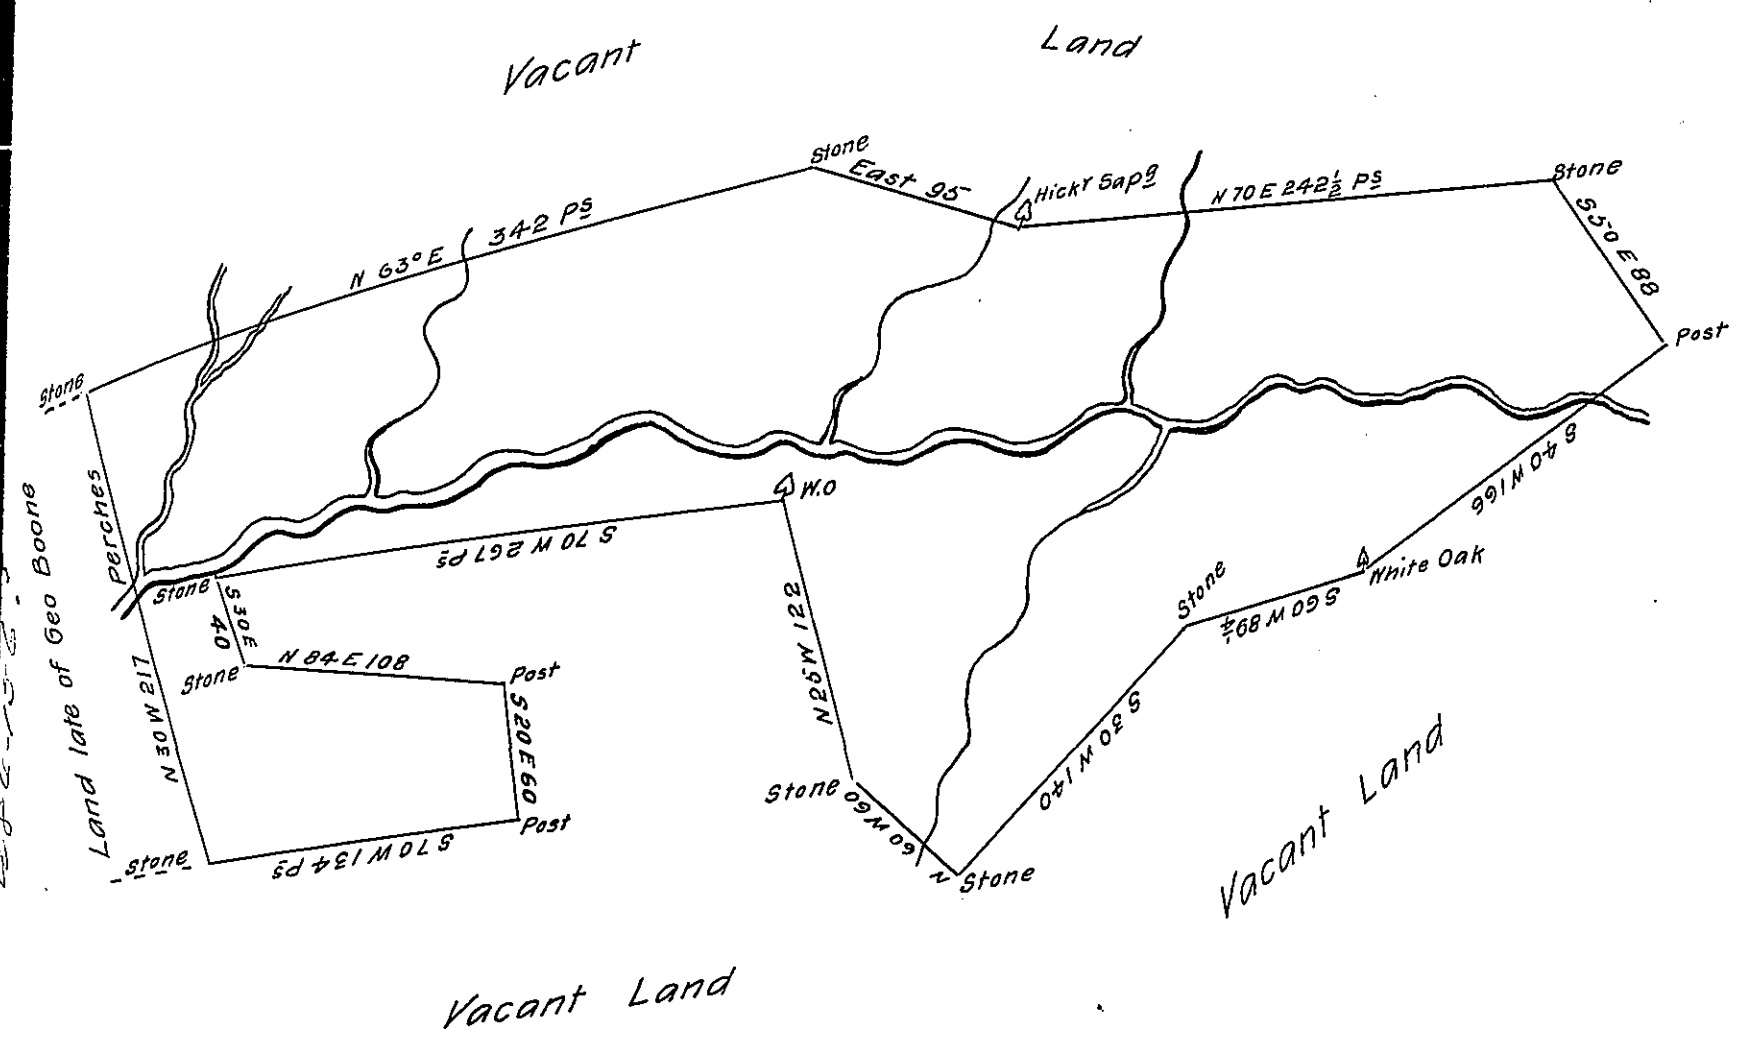 Vacant Land
Stone
East 95
Hickr Sapg
N 70 E 242½ Ps
Stone
S 50 E 88
Post
N 63° E 342 Ps
Stone
S 40 W 166
White Oak
S 60 W 89¼
Stone
S 30 W 140
Stone
N 60 W 60
Stone
N 25 W 122
W.O
S 70 W 267 Ps
Stone
S 30 E 40
Stone
N 84 E 108
Post
S 20 E 60
Post
S 70 W 134 Ps
Stone
N 30 W 217 Perches
Land late of Geo Boone
Vacant Land
Vacant Land